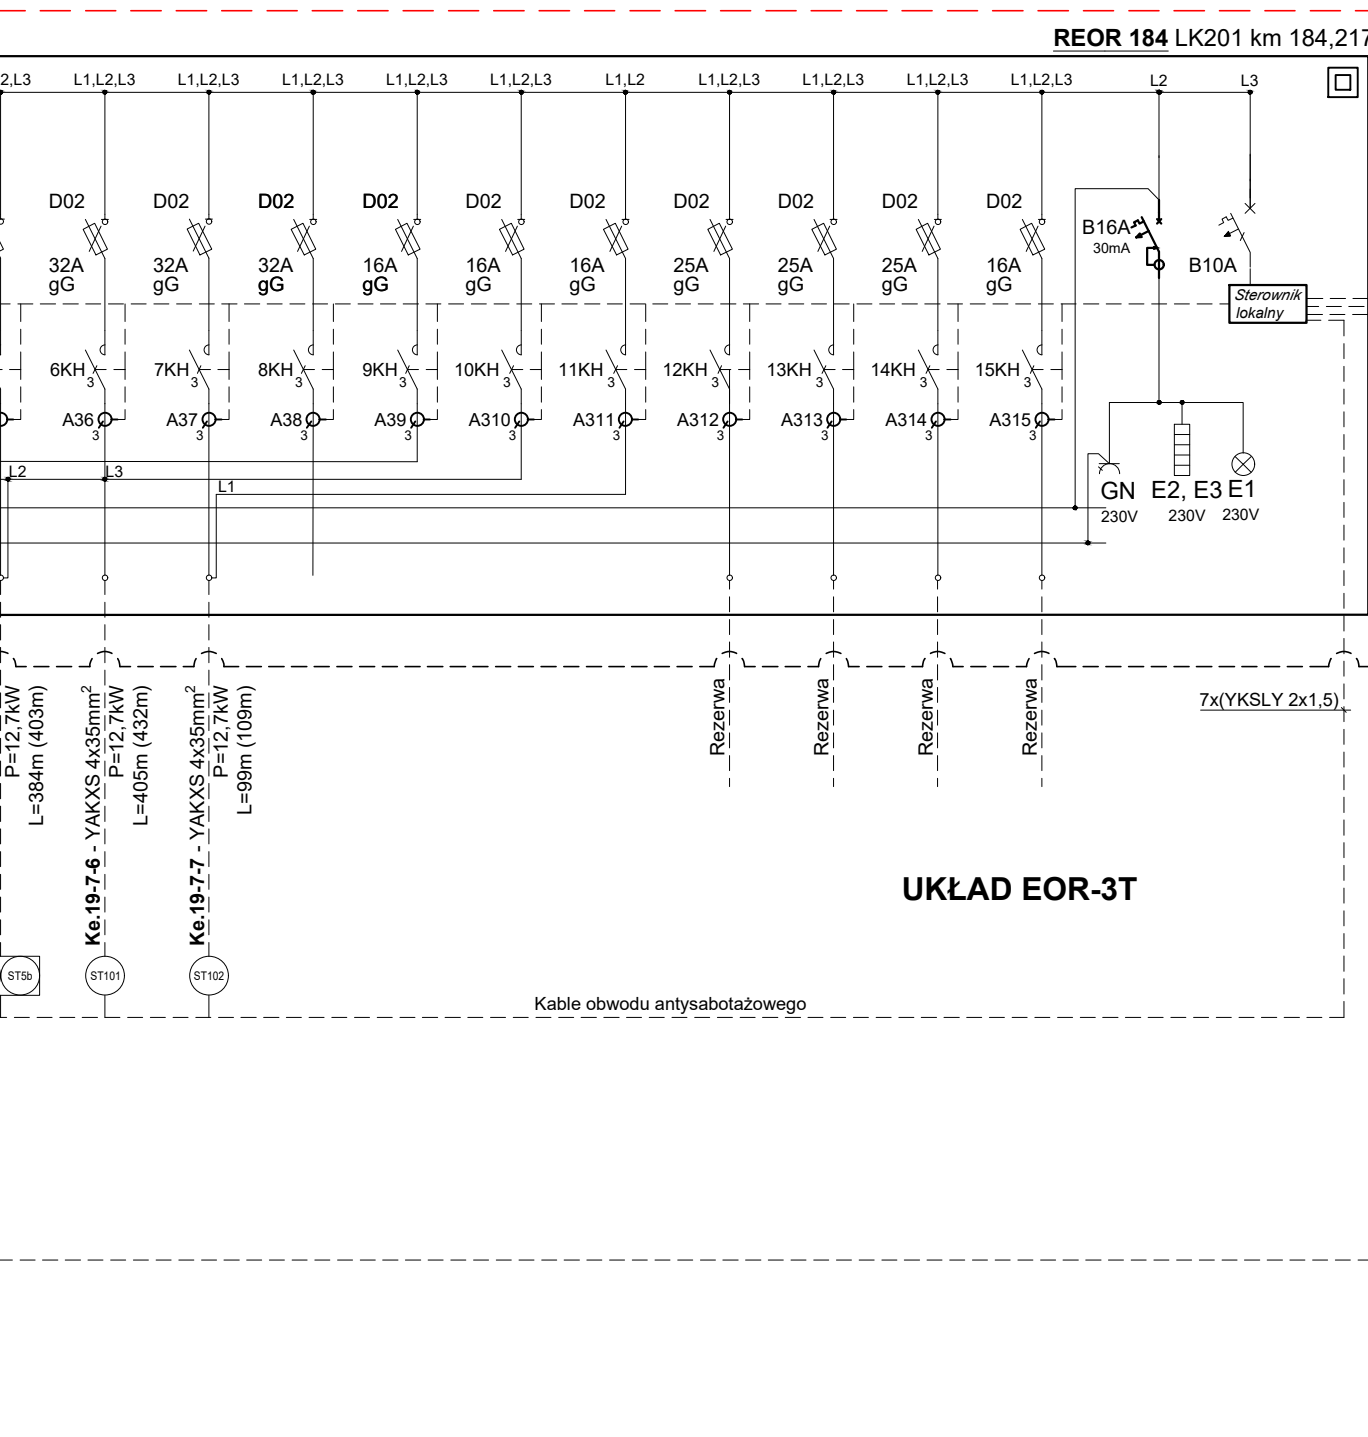 REOR 184 LK201 km 184,217
2,L3 L1,L2,L3 L1,L2,L3 L1,L2,L3 L1,L2,L3 L1,L2,L3 L1,L2 L1,L2,L3 L1,L2,L3 L1,L2,L3 L1,L2,L3 L2 L3
D02 D02 D02 D02 D02 D02 D02 D02 D02 D02
B16A
30mA
32A 32A 32A 16A 16A 16A 25A 25A 25A 16A B10A
gG gG gG gG gG gG gG gG gG gG
Sterownik
lokalny
6KH 7KH 8KH 9KH 10KH 11KH 12KH 13KH 14KH 15KH
3 3 3 3 3 3 3 3 3 3
A36 A37 A38 A39 A310 A311 A312 A313 A314 A315
3 3 3 3 3 3 3 3 3 3
L2 L3
L1
GN E2, E3 E1
230V 230V 230V
P=12,7kW
L=384m (403m)
Ke.19-7-6 - YAKXS 4x35mm²
P=12,7kW
L=405m (432m)
Ke.19-7-7 - YAKXS 4x35mm²
P=12,7kW
L=99m (109m)
Rezerwa
Rezerwa
Rezerwa
Rezerwa
7x(YKSLY 2x1,5)
UKŁAD EOR-3T
ST5b ST101 ST102
Kable obwodu antysabotażowego